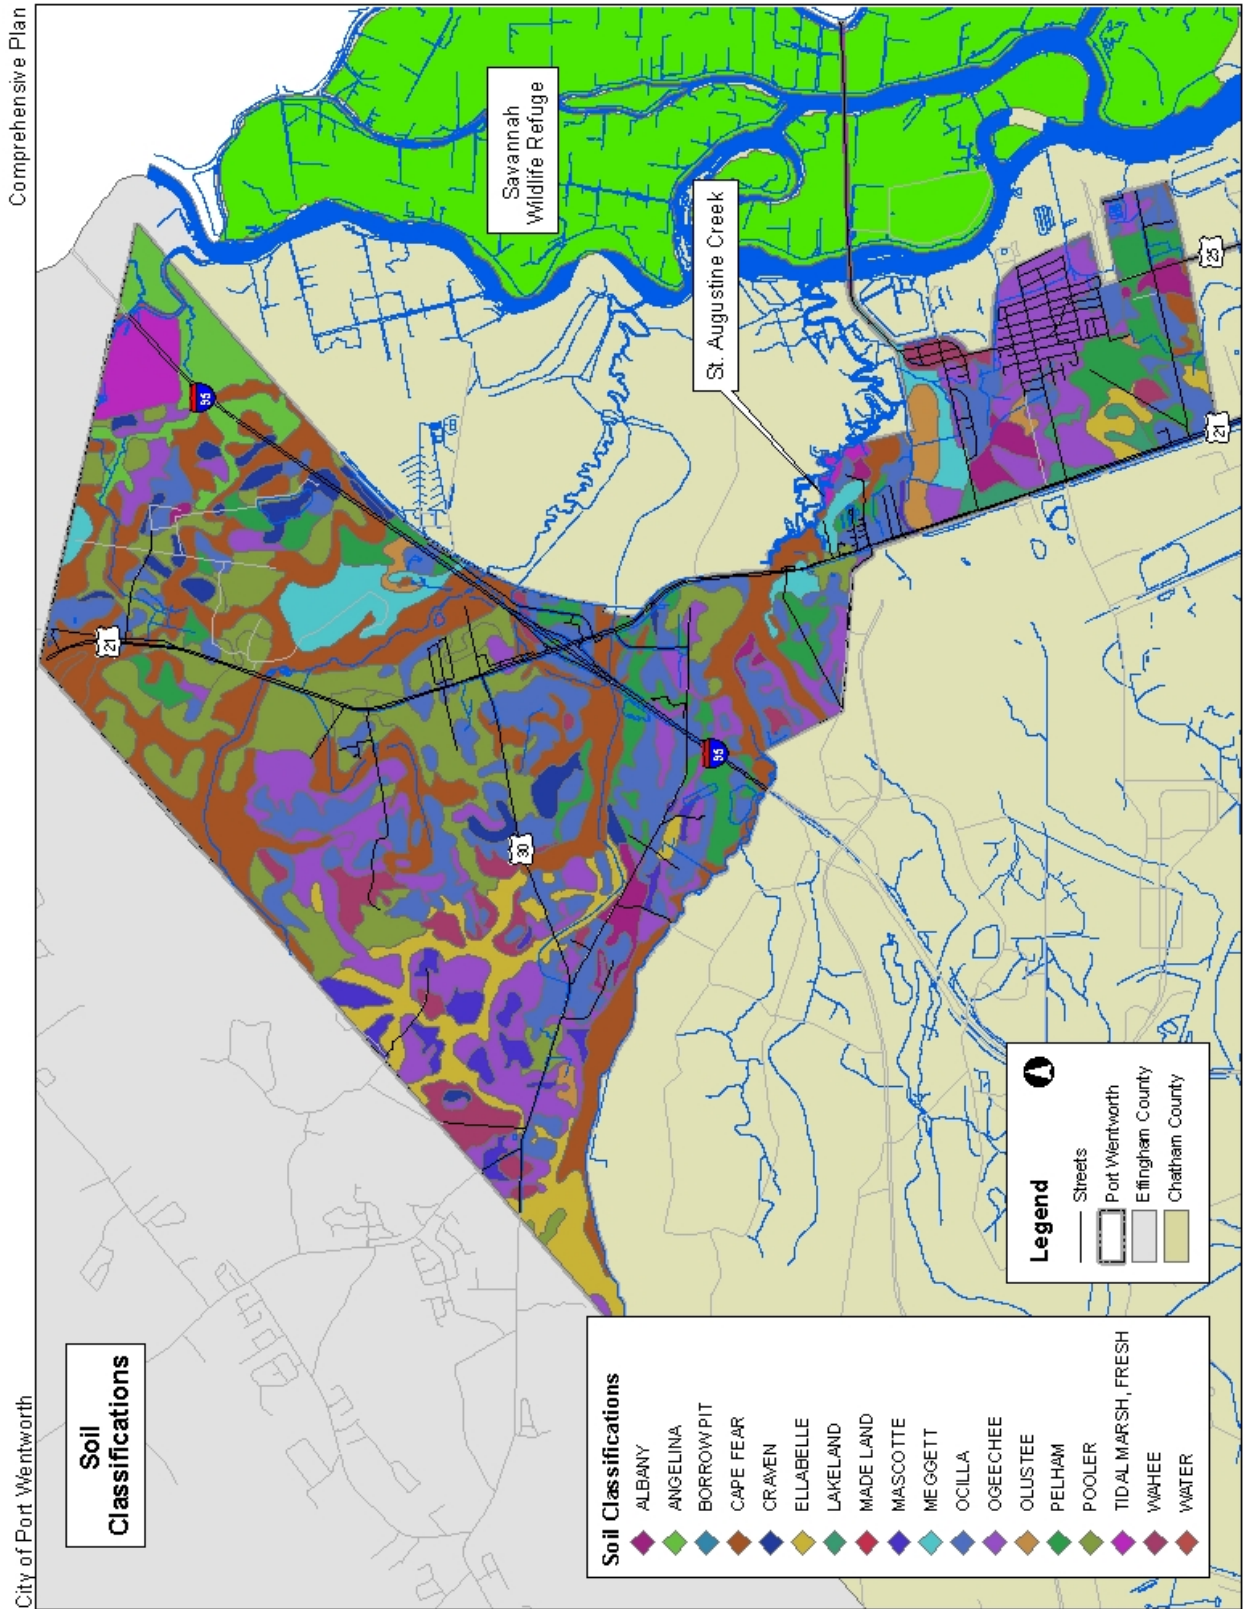 City of Port Wentworth
Comprehensive Plan
Soil
Classifications
Savannah
Wildlife Refuge
St. Augustine Creek
95
21
30
95
21
25
Soil Classifications
ALBANY
ANGELINA
BORROW PIT
CAPE FEAR
CRAVEN
ELLABELLE
LAKELAND
MADE LAND
MASCOTTE
MEGGETT
OCILLA
OGEECHEE
OLUSTEE
PELHAM
POOLER
TIDAL MARSH, FRESH
WAHEE
WATER
Legend
Streets
Port Wentworth
Effingham County
Chatham County